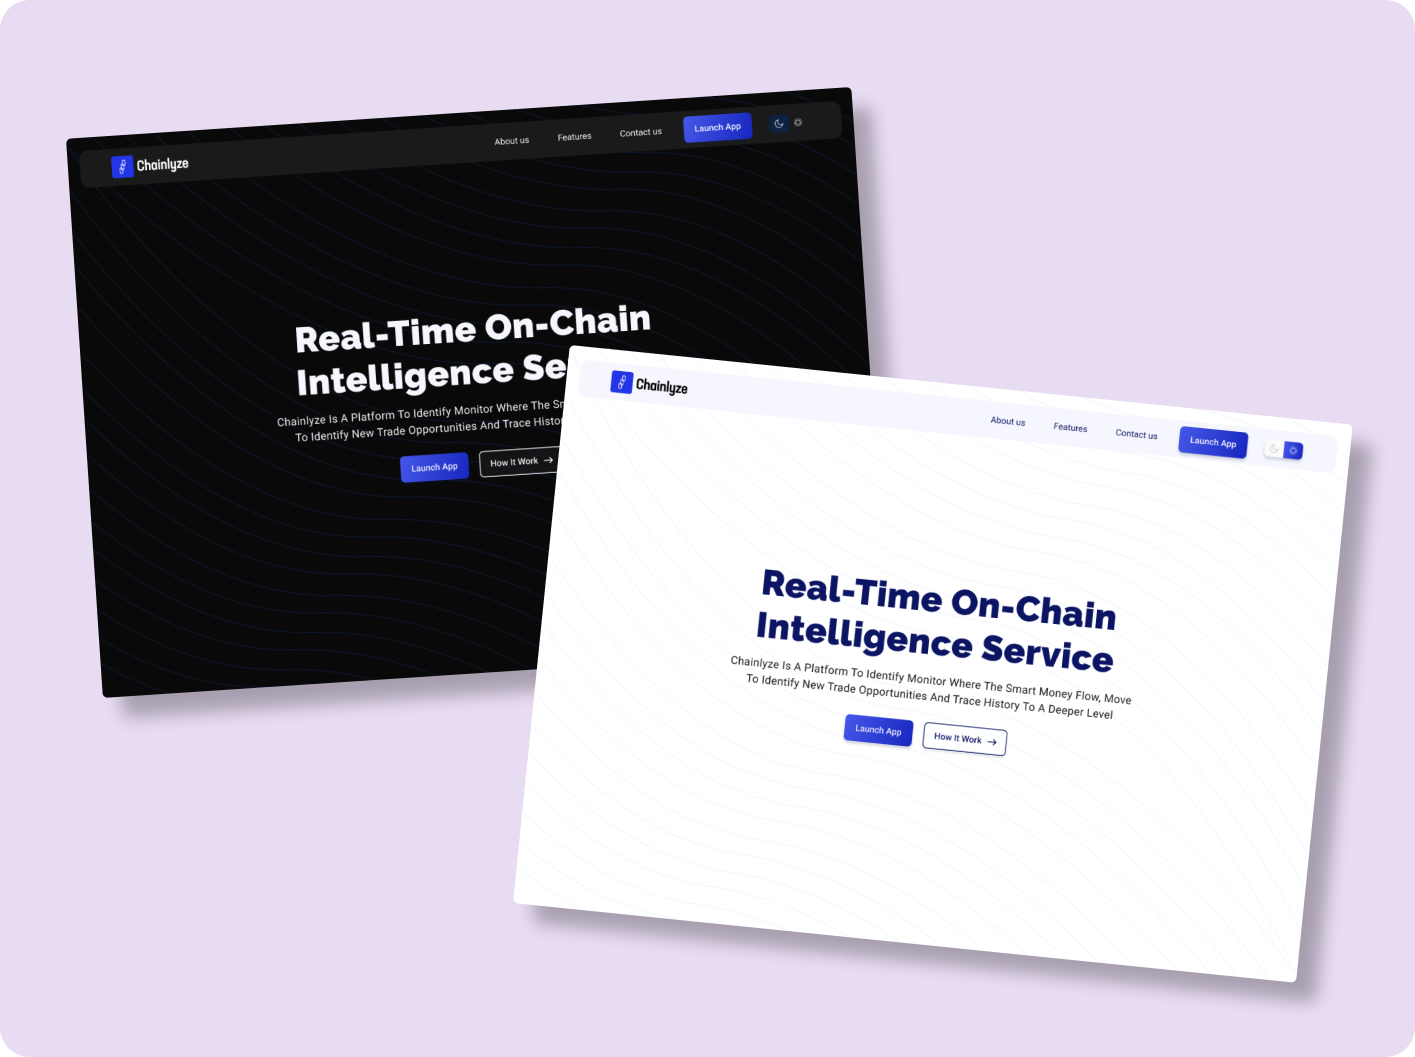 Chainlyze
About us
Features
Contact us
Launch App
Real-Time On-Chain
Intelligence Se
Chainlyze Is A Platform To Identify Monitor Where The Sm
To Identify New Trade Opportunities And Trace Histo
Launch App
How It Work →
Chainlyze
About us
Features
Contact us
Launch App
Real-Time On-Chain
Intelligence Service
Chainlyze Is A Platform To Identify Monitor Where The Smart Money Flow, Move
To Identify New Trade Opportunities And Trace History To A Deeper Level
Launch App
How It Work →